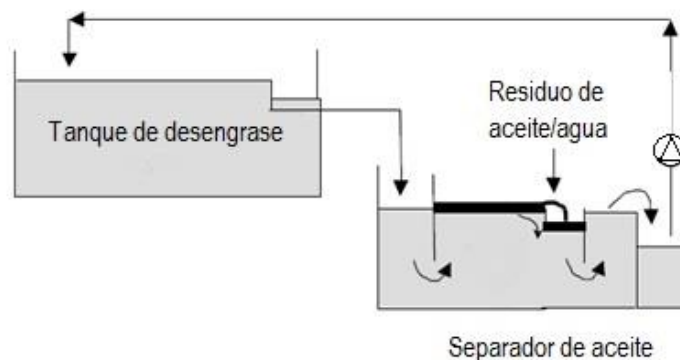 Tanque de desengrase
Residuo de
aceite/agua
Separador de aceite